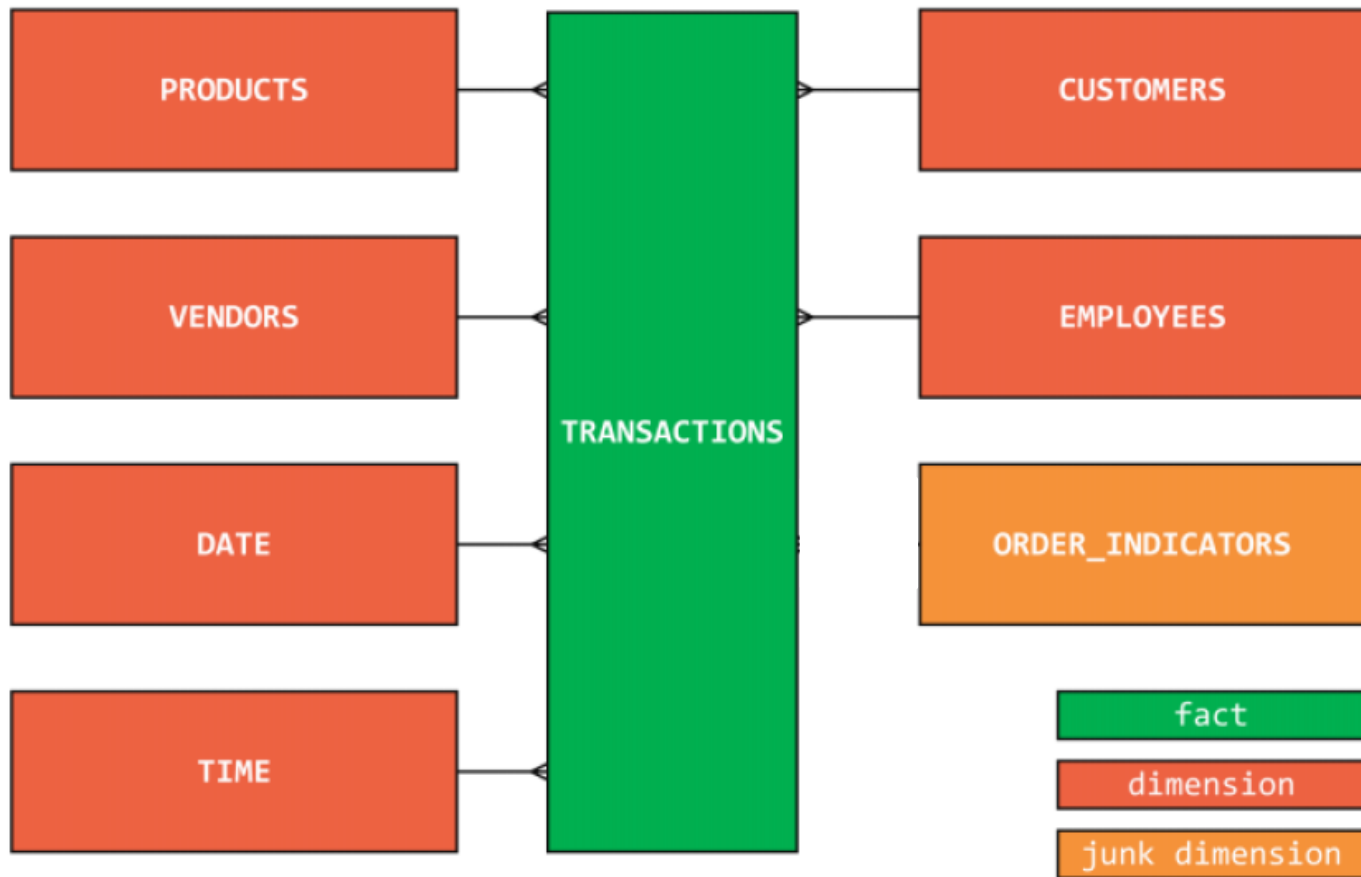 PRODUCTS
CUSTOMERS
VENDORS
EMPLOYEES
TRANSACTIONS
DATE
ORDER_INDICATORS
TIME
fact
dimension
junk dimension